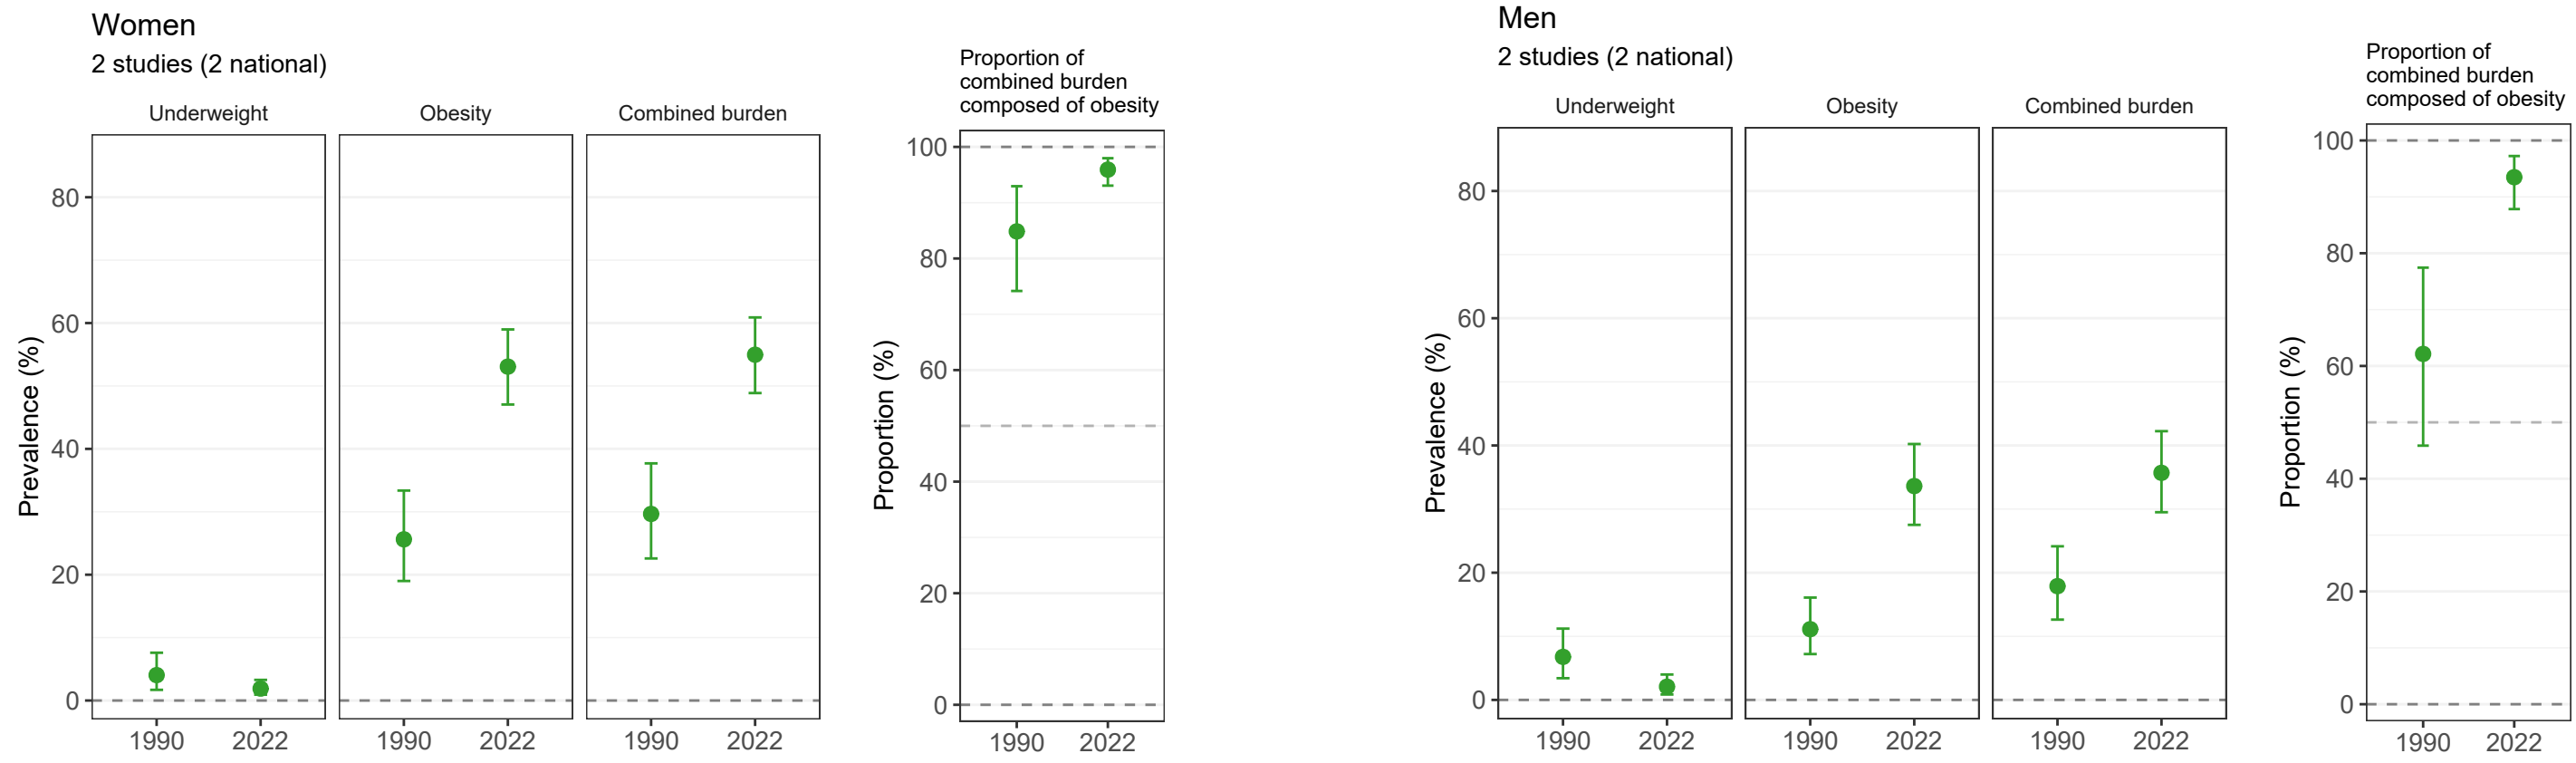 Women
2 studies (2 national)
Underweight
Obesity
Combined burden
Prevalence (%)
80
60
40
20
0
1990 2022
1990 2022
1990 2022
Proportion of
combined burden
composed of obesity
Proportion (%)
100
80
60
40
20
0
1990 2022
Men
2 studies (2 national)
Underweight
Obesity
Combined burden
Prevalence (%)
80
60
40
20
0
1990 2022
1990 2022
1990 2022
Proportion of
combined burden
composed of obesity
Proportion (%)
100
80
60
40
20
0
1990 2022